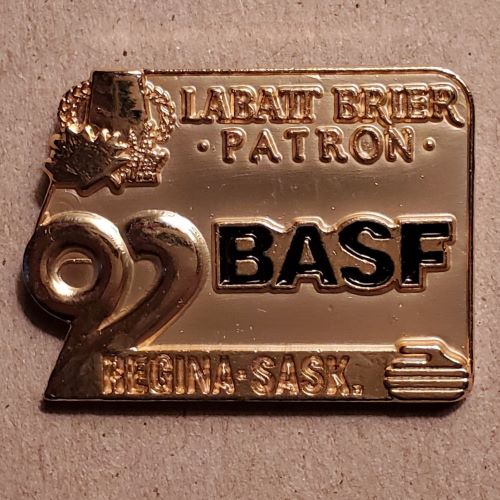 LABATT BRIER
· PATRON ·
92 BASF
REGINA · SASK.